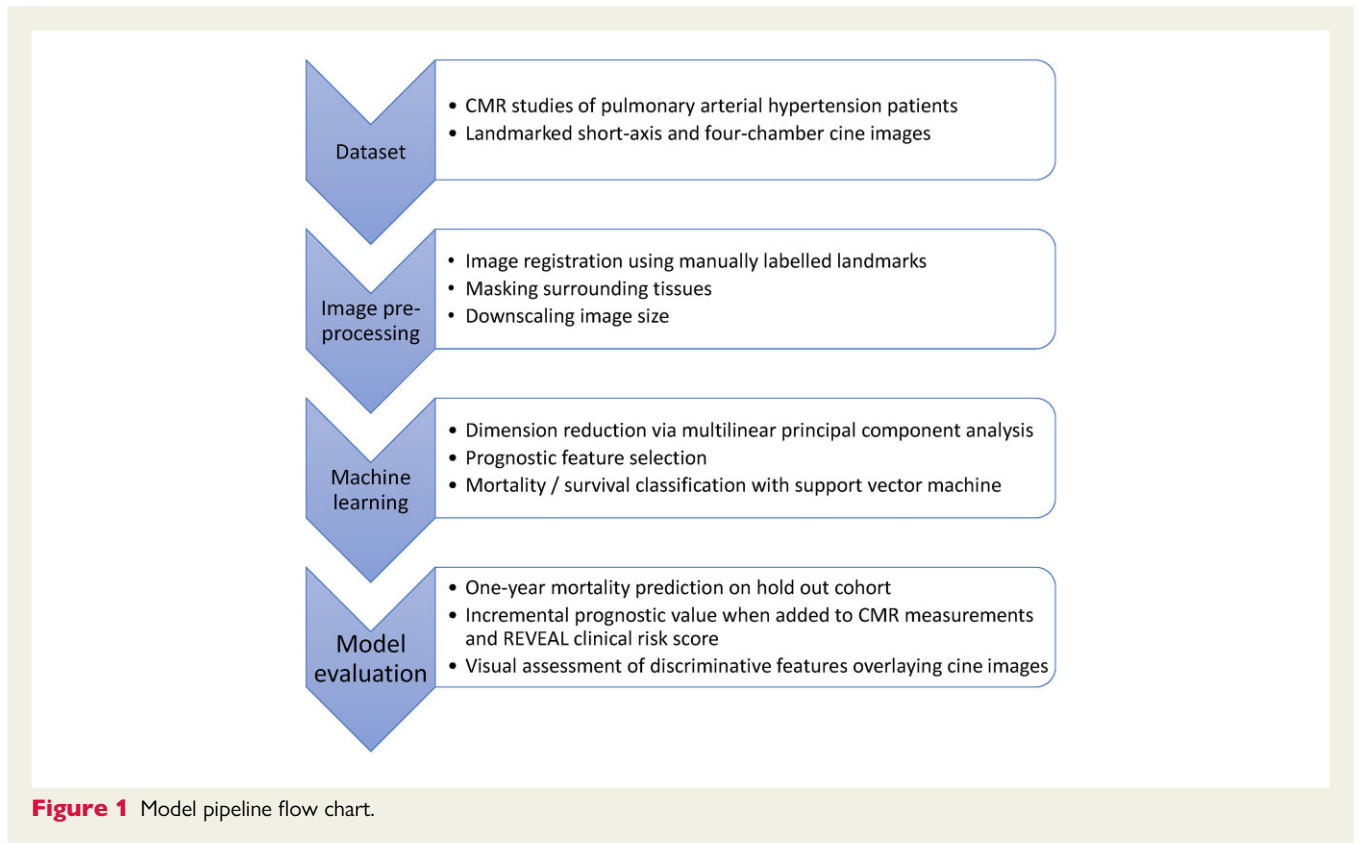 Dataset
• CMR studies of pulmonary arterial hypertension patients
• Landmarked short-axis and four-chamber cine images
Image pre-
processing
• Image registration using manually labelled landmarks
• Masking surrounding tissues
• Downscaling image size
Machine
learning
• Dimension reduction via multilinear principal component analysis
• Prognostic feature selection
• Mortality / survival classification with support vector machine
Model
evaluation
• One-year mortality prediction on hold out cohort
• Incremental prognostic value when added to CMR measurements
and REVEAL clinical risk score
• Visual assessment of discriminative features overlaying cine images
Figure 1 Model pipeline flow chart.